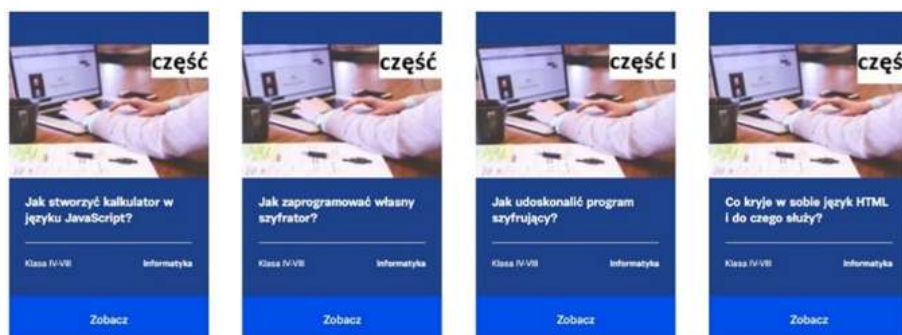 część
Jak stworzyć kalkulator w
języku JavaScript?
Klasa IV-VIII Informatyka
Zobacz
część
Jak zaprogramować własny
szyfrator?
Klasa IV-VIII Informatyka
Zobacz
część I
Jak udoskonalić program
szyfrujący?
Klasa IV-VIII Informatyka
Zobacz
częś
Co kryje w sobie język HTML
i do czego służy?
Klasa IV-VIII Informatyka
Zobacz